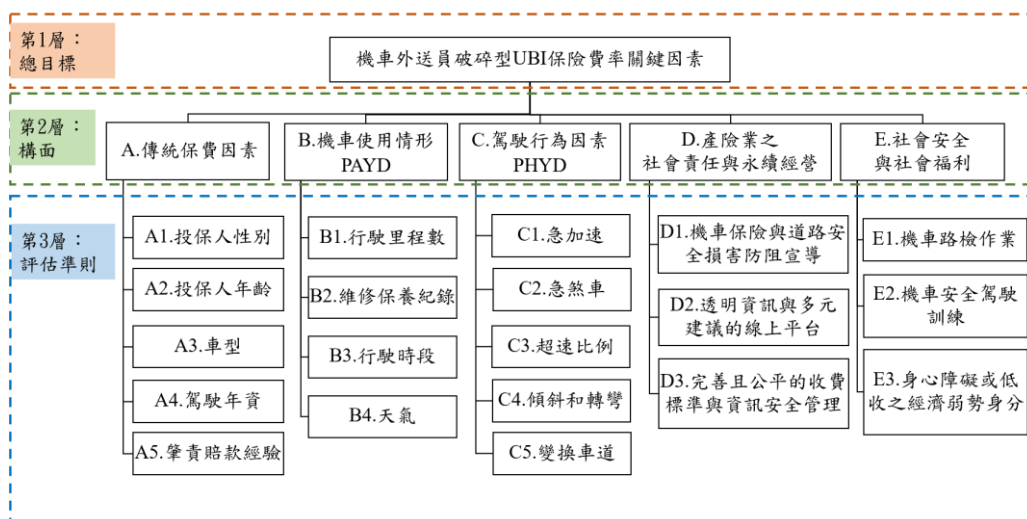 第1層：
總目標
機車外送員破碎型UBI保險費率關鍵因素
第2層：
構面
A.傳統保費因素
B.機車使用情形
PAYD
C.駕駛行為因素
PHYD
D.產險業之
社會責任與永續經營
E.社會安全
與社會福利
第3層：
評估準則
A1.投保人性別
A2.投保人年齡
A3.車型
A4.駕駛年資
A5.肇責賠款經驗
B1.行駛里程數
B2.維修保養紀錄
B3.行駛時段
B4.天氣
C1.急加速
C2.急煞車
C3.超速比例
C4.傾斜和轉彎
C5.變換車道
D1.機車保險與道路安
全損害防阻宣導
D2.透明資訊與多元
建議的線上平台
D3.完善且公平的收費
標準與資訊安全管理
E1.機車路檢作業
E2.機車安全駕駛
訓練
E3.身心障礙或低
收之經濟弱勢身分